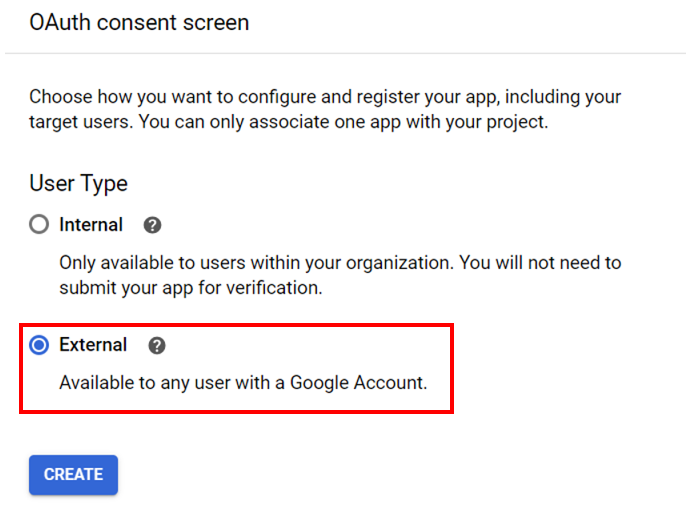 OAuth consent screen
Choose how you want to configure and register your app, including your
target users. You can only associate one app with your project.
User Type
Internal ?
Only available to users within your organization. You will not need to
submit your app for verification.
External ?
Available to any user with a Google Account.
CREATE